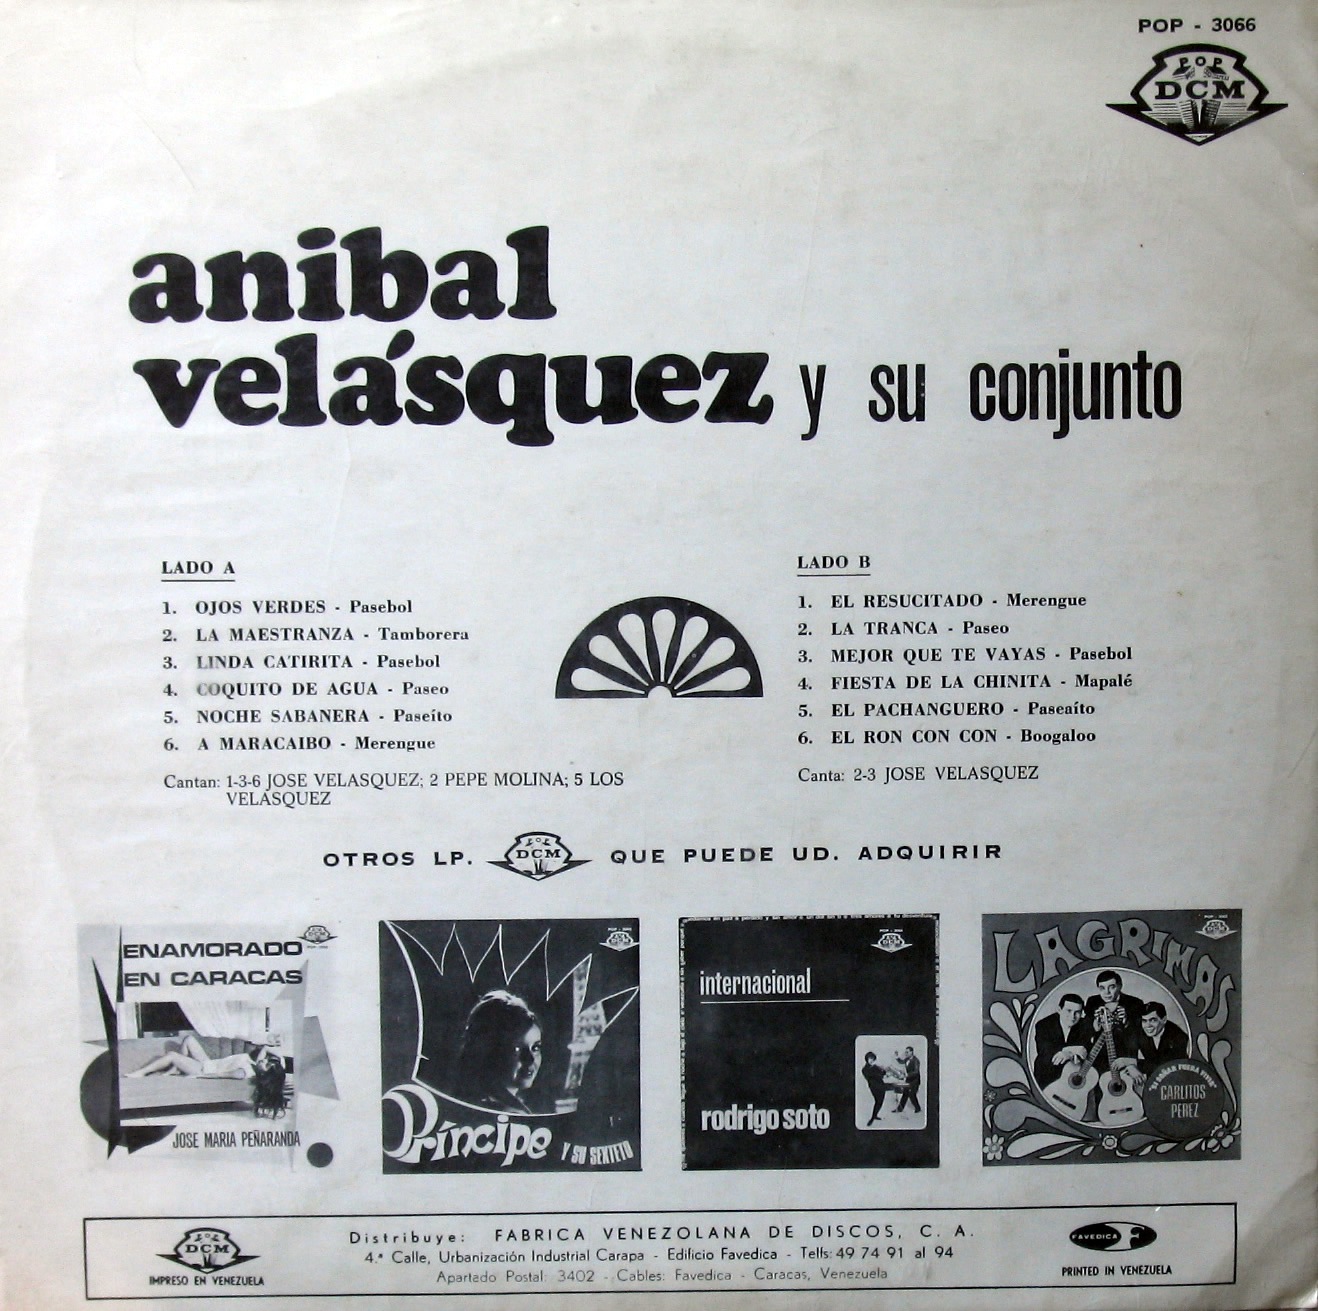 POP - 3066
POP
DCM
anibal
velásquez y su conjunto
LADO A
1. OJOS VERDES - Pasebol
2. LA MAESTRANZA - Tamborera
3. LINDA CATIRITA - Pasebol
4. COQUITO DE AGUA - Paseo
5. NOCHE SABANERA - Paseíto
6. A MARACAIBO - Merengue
Cantan: 1-3-6 JOSE VELASQUEZ; 2 PEPE MOLINA; 5 LOS
VELASQUEZ
LADO B
1. EL RESUCITADO - Merengue
2. LA TRANCA - Paseo
3. MEJOR QUE TE VAYAS - Pasebol
4. FIESTA DE LA CHINITA - Mapalé
5. EL PACHANGUERO - Paseaíto
6. EL RON CON CON - Boogaloo
Canta: 2-3 JOSE VELASQUEZ
OTROS LP. POP DCM QUE PUEDE UD. ADQUIRIR
ENAMORADO
EN CARACAS
JOSE MARIA PEÑARANDA
Príncipe
Y SU SEXTETO
internacional
rodrigo soto
LAGRIMAS
CARLITOS
PEREZ
POP
DCM
IMPRESO EN VENEZUELA
Distribuye: FABRICA VENEZOLANA DE DISCOS, C. A.
4.ª Calle, Urbanización Industrial Carapa - Edificio Favedica - Telfs: 49 74 91 al 94
Apartado Postal: 3402 - Cables: Favedica - Caracas, Venezuela
FAVEDICA F
PRINTED IN VENEZUELA